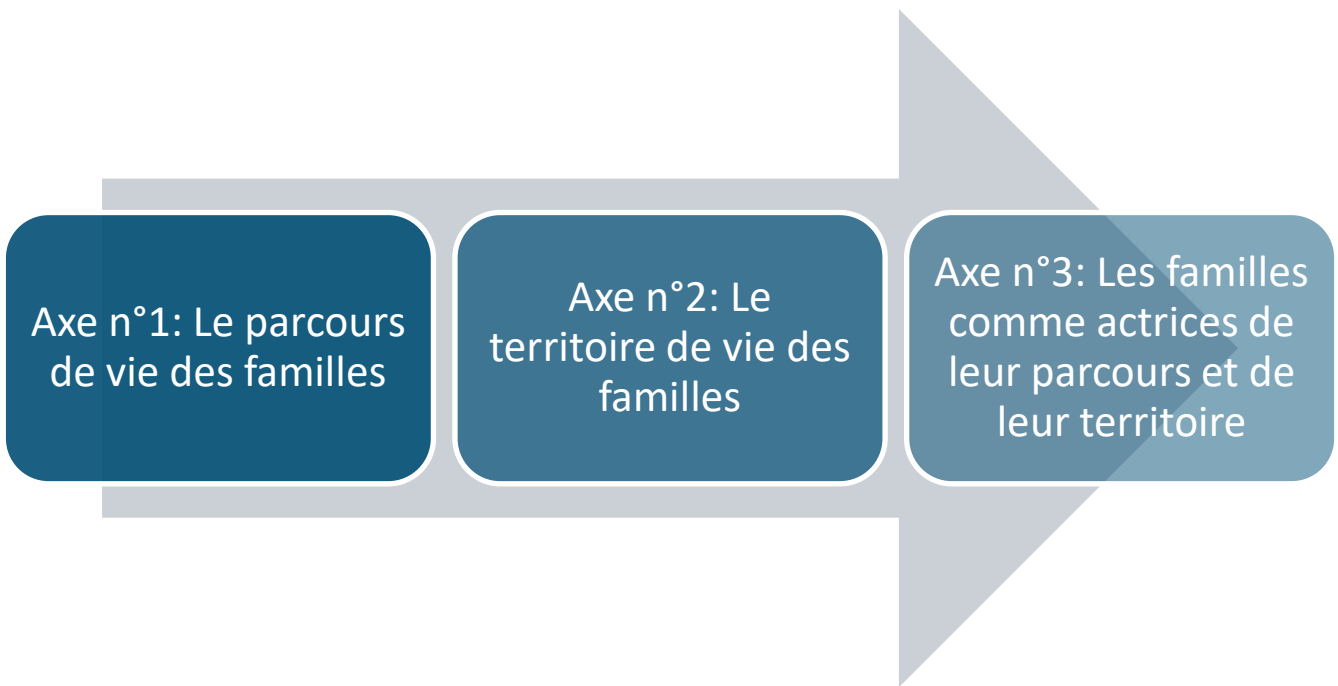 Axe n°1: Le parcours
de vie des familles
Axe n°2: Le
territoire de vie des
familles
Axe n°3: Les familles
comme actrices de
leur parcours et de
leur territoire